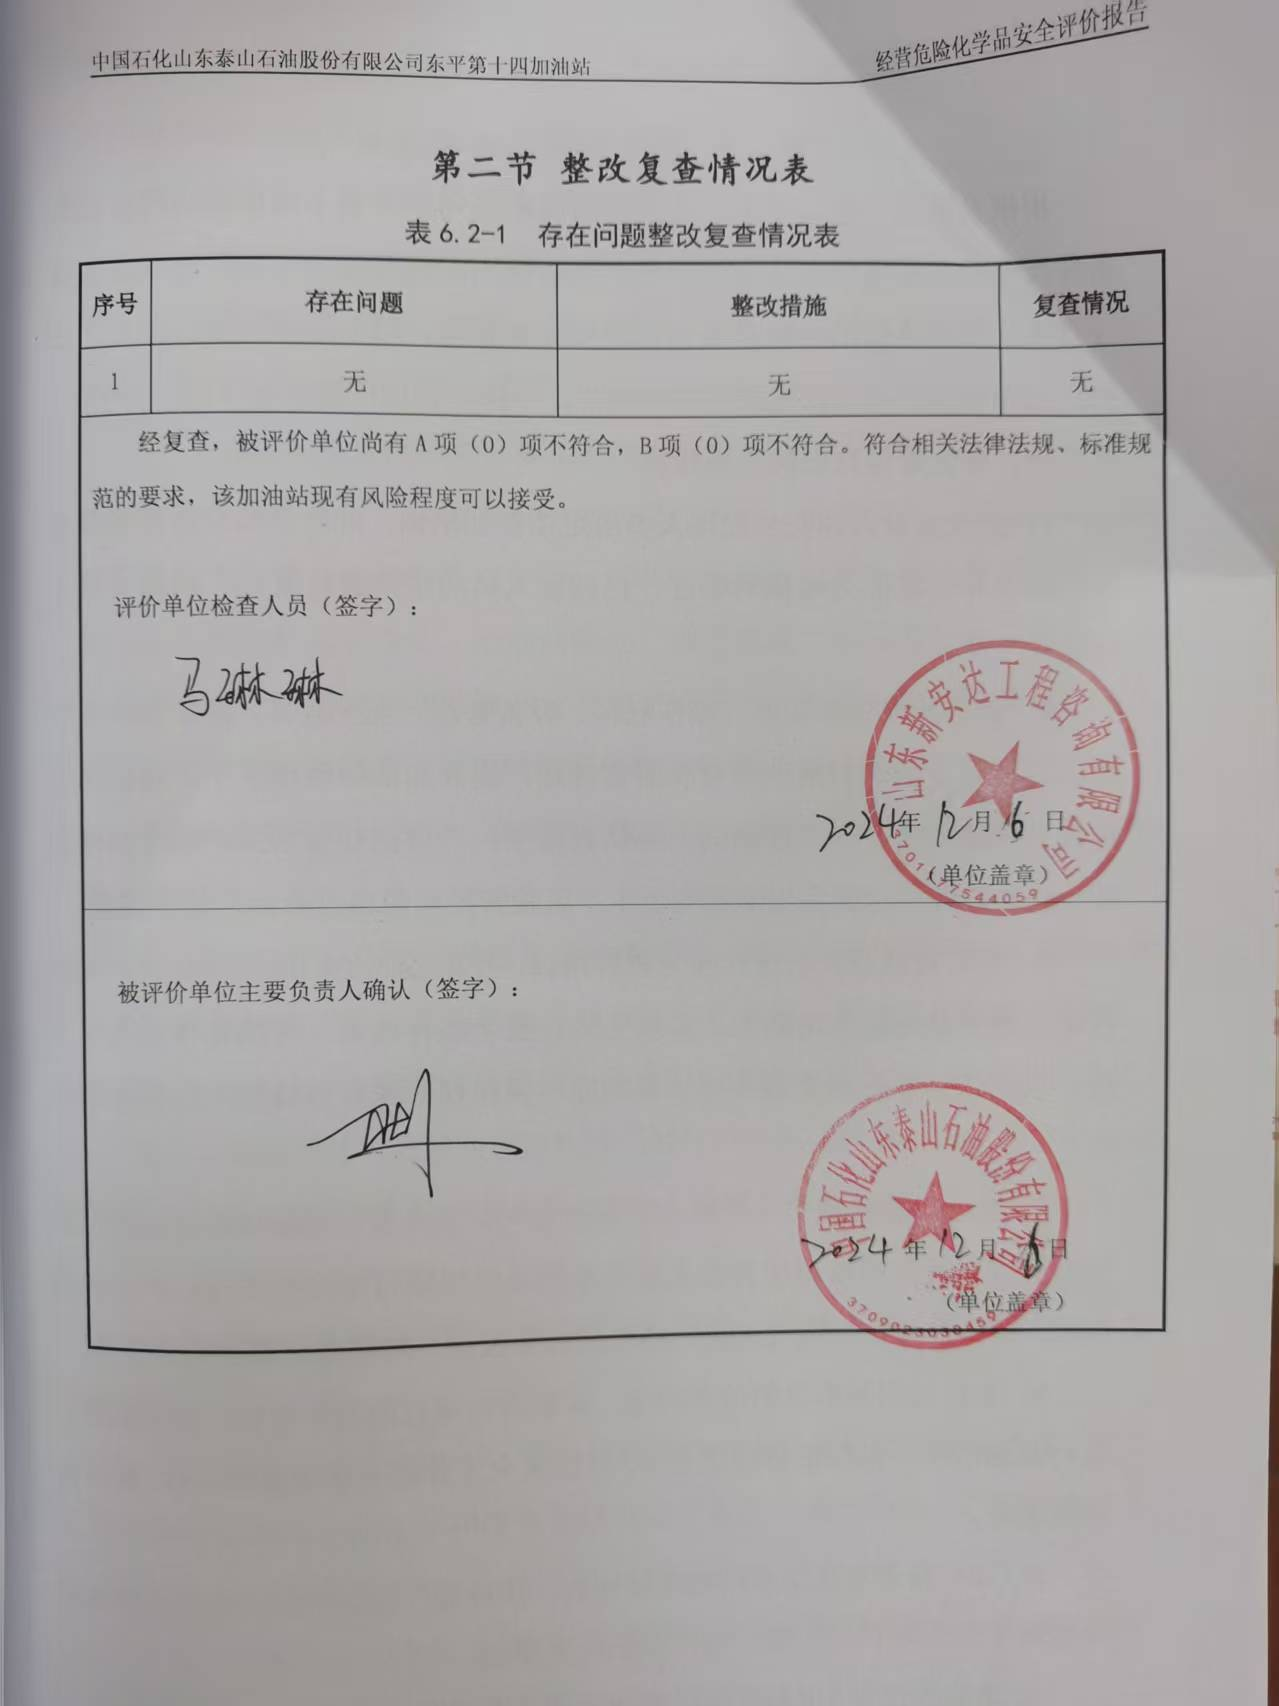 中国石化山东泰山石油股份有限公司东平第十四加油站
经营危险化学品安全评价报告
第二节 整改复查情况表
表 6.2-1 存在问题整改复查情况表
序号 存在问题 整改措施 复查情况
1 无 无 无
经复查，被评价单位尚有 A 项（0）项不符合，B 项（0）项不符合。符合相关法律法规、标准规
范的要求，该加油站现有风险程度可以接受。
评价单位检查人员（签字）：
马琳琳
山东新安达工程咨询有限公司
2024年 12月 6 日
（单位盖章）
被评价单位主要负责人确认（签字）：
中国石化山东泰山石油股份有限公司
2024 年 12 月 6日
（单位盖章）
3709023030459